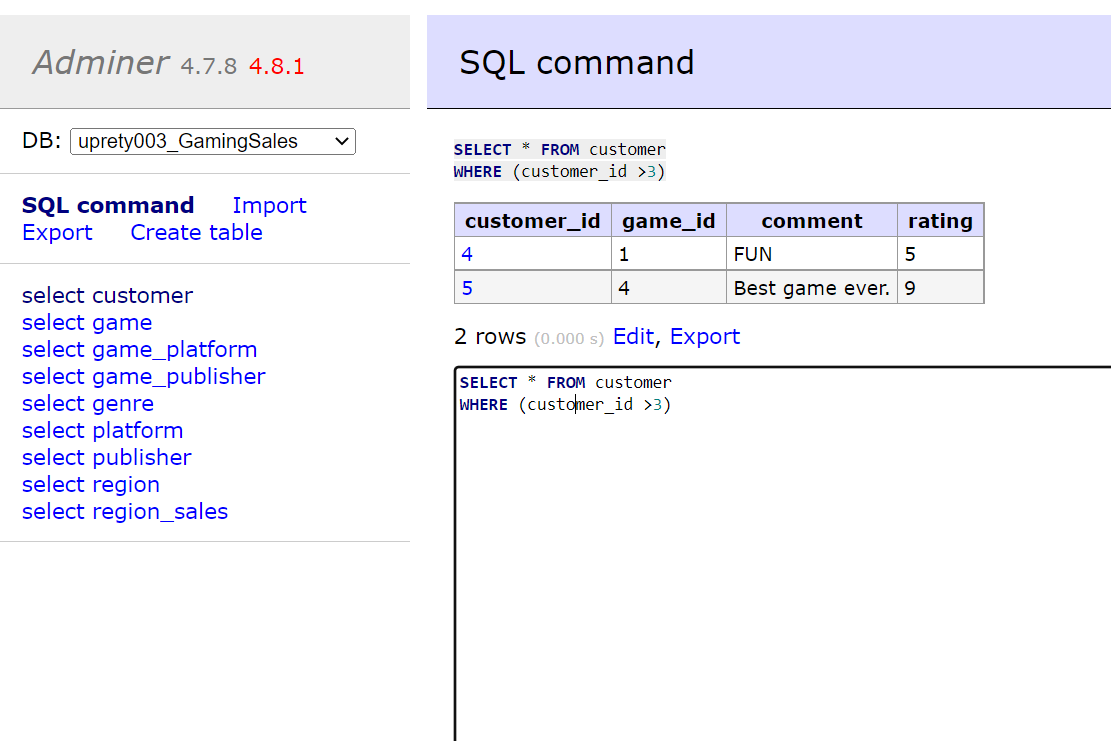 Adminer 4.7.8 4.8.1
SQL command
DB: uprety003_GamingSales
SQL command Import
Export Create table
select customer
select game
select game_platform
select game_publisher
select genre
select platform
select publisher
select region
select region_sales
SELECT * FROM customer
WHERE (customer_id >3)
customer_id game_id comment rating
4 1 FUN 5
5 4 Best game ever. 9
2 rows (0.000 s) Edit, Export
SELECT * FROM customer
WHERE (customer_id >3)